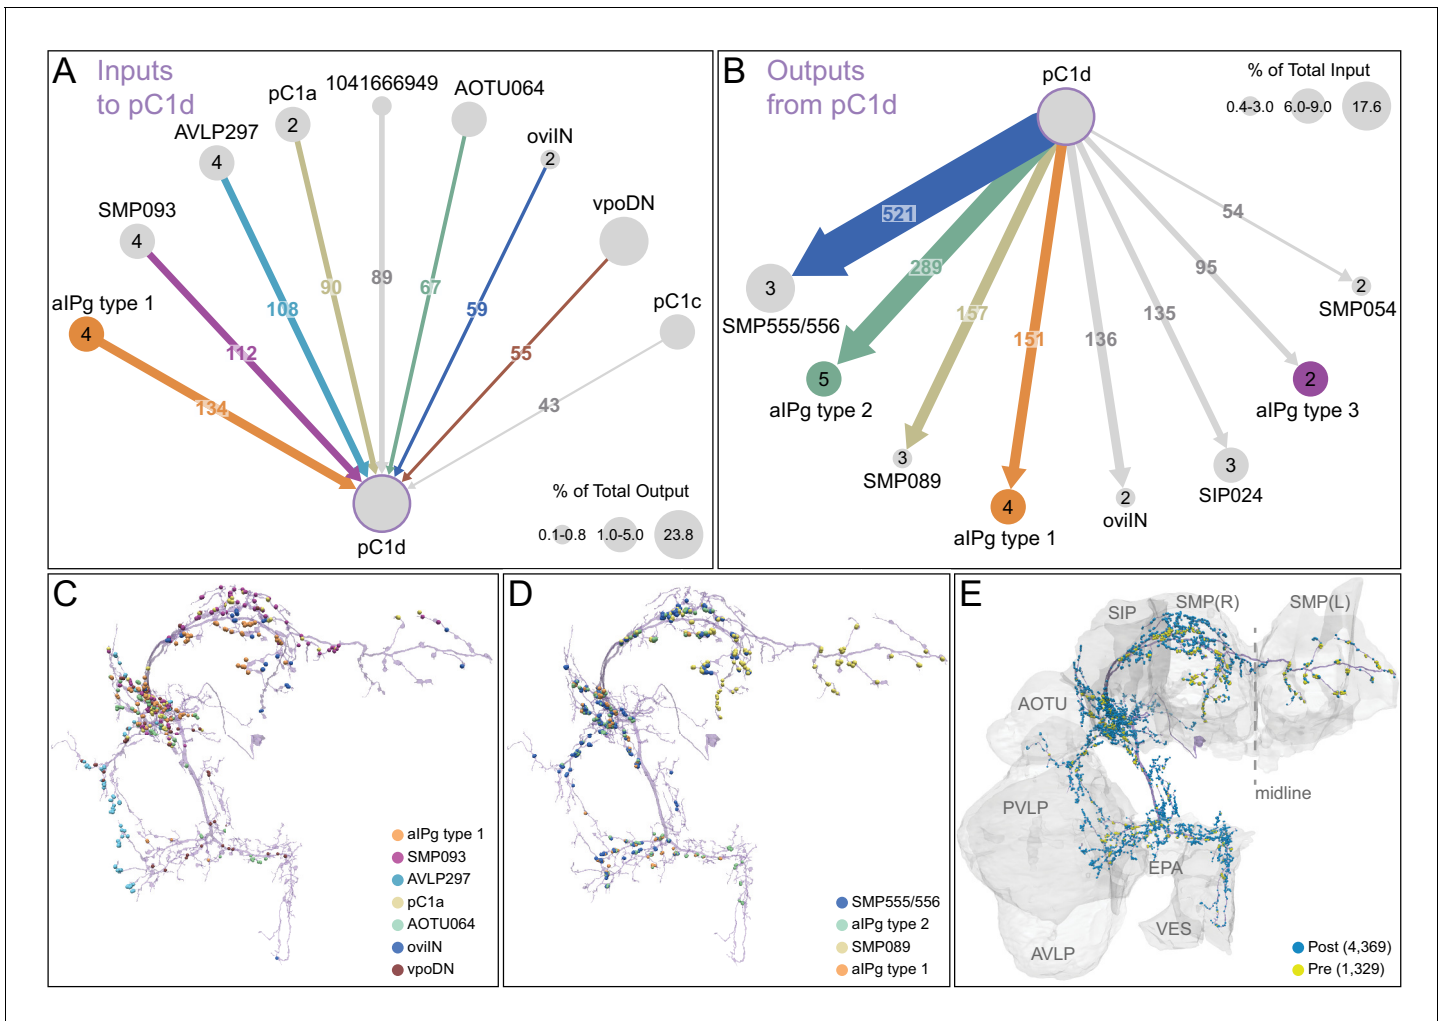 A
Inputs
to pC1d
1041666949
pC1a
2
AOTU064
AVLP297
4
oviIN
2
SMP093
4
vpoDN
aIPg type 1
4
pC1c
134
112
108
90
89
67
59
55
43
pC1d
% of Total Output
0.1-0.8
1.0-5.0
23.8
B
Outputs
from pC1d
pC1d
% of Total Input
0.4-3.0
6.0-9.0
17.6
521
289
157
151
136
135
95
54
3
SMP555/556
5
aIPg type 2
3
SMP089
4
aIPg type 1
2
oviIN
3
SIP024
2
aIPg type 3
2
SMP054
C
aIPg type 1
SMP093
AVLP297
pC1a
AOTU064
oviIN
vpoDN
D
SMP555/556
aIPg type 2
SMP089
aIPg type 1
E
SIP
SMP(R)
SMP(L)
AOTU
midline
PVLP
EPA
VES
AVLP
Post (4,369)
Pre (1,329)